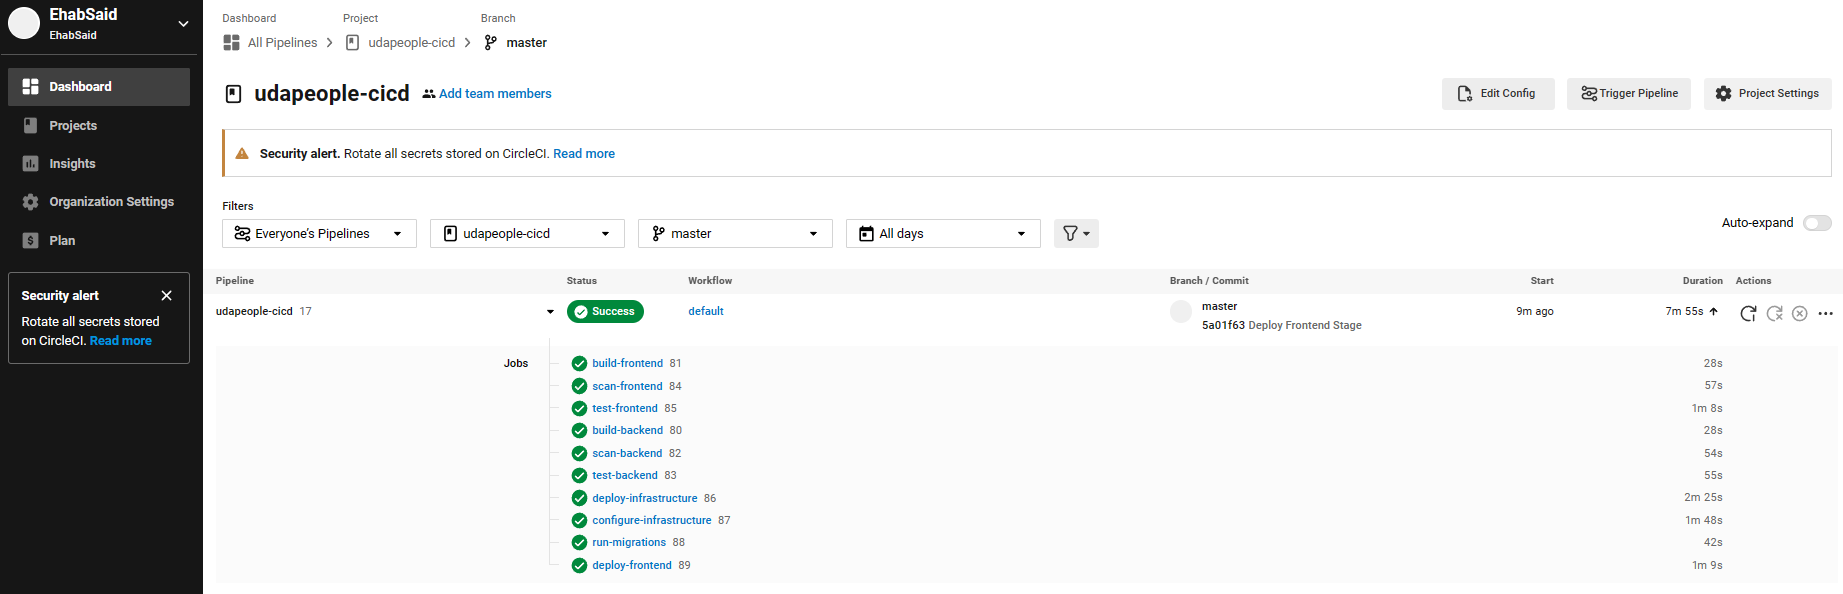 EhabSaid
EhabSaid
Dashboard
Projects
Insights
Organization Settings
Plan
Security alert
Rotate all secrets stored
on CircleCI. Read more
Dashboard Project Branch
All Pipelines udapeople-cicd master
udapeople-cicd Add team members
Edit Config Trigger Pipeline Project Settings
Security alert. Rotate all secrets stored on CircleCI. Read more
Filters
Everyone's Pipelines udapeople-cicd master All days
Auto-expand
Pipeline Status Workflow Branch / Commit Start Duration Actions
udapeople-cicd 17 Success default master 9m ago 7m 55s
5a01f63 Deploy Frontend Stage
Jobs build-frontend 81 28s
scan-frontend 84 57s
test-frontend 85 1m 8s
build-backend 80 28s
scan-backend 82 54s
test-backend 83 55s
deploy-infrastructure 86 2m 25s
configure-infrastructure 87 1m 48s
run-migrations 88 42s
deploy-frontend 89 1m 9s